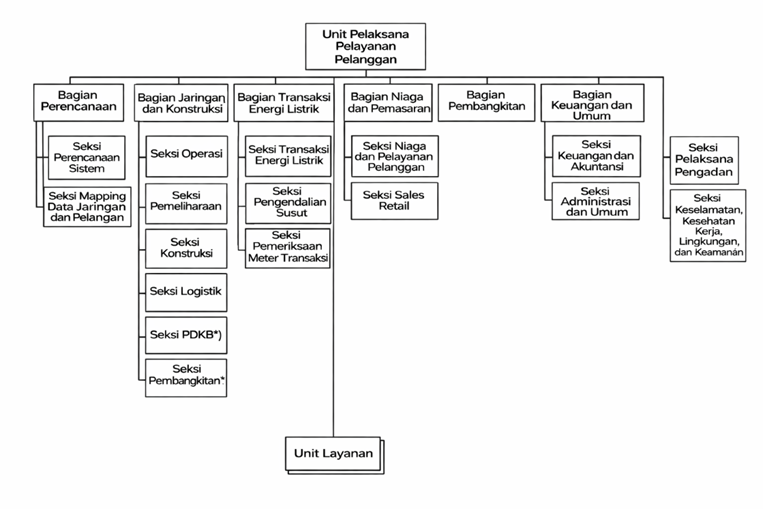 Unit Pelaksana
Pelayanan
Pelanggan
Bagian
Perencanaan
Bagian Jaringan
dan Konstruksi
Bagian Transaksi
Energi Listrik
Bagian Niaga
dan Pemasaran
Bagian
Pembangkitan
Bagian
Keuangan dan
Umum
Seksi
Perencanaan
Sistem
Seksi Mapping
Data Jaringan
dan Pelangan
Seksi Operasi
Seksi
Pemeliharaan
Seksi
Konstruksi
Seksi Logistik
Seksi PDKB*)
Seksi
Pembangkitan*
Seksi Transaksi
Energi Listrik
Seksi
Pengendalian
Susut
Seksi
Pemeriksaan
Meter Transaksi
Seksi Niaga
dan Pelayanan
Pelanggan
Seksi Sales
Retail
Seksi
Keuangan dan
Akuntansi
Seksi
Administrasi
dan Umum
Seksi
Pelaksana
Pengadan
Seksi
Keselamatan,
Kesehatan
Kerja,
Lingkungan,
dan Keamanán
Unit Layanan